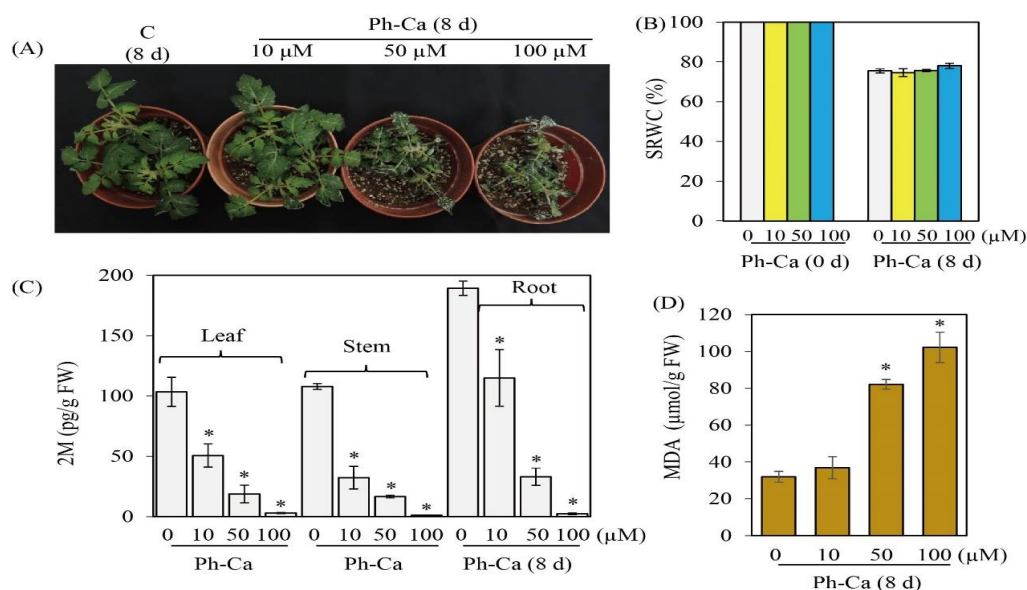 (A)
C
(8 d)
Ph-Ca (8 d)
10 μM 50 μM 100 μM
(B)
SRWC (%)
100
80
60
40
20
0
0 10 50 100 0 10 50 100 (μM)
Ph-Ca (0 d) Ph-Ca (8 d)
(C)
2M (pg/g FW)
200
150
100
50
0
Leaf
Stem
Root
* * * * * * * * *
0 10 50 100 0 10 50 100 0 10 50 100 (μM)
Ph-Ca Ph-Ca Ph-Ca (8 d)
(D)
MDA (μmol/g FW)
120
100
80
60
40
20
0
* *
0 10 50 100 (μM)
Ph-Ca (8 d)